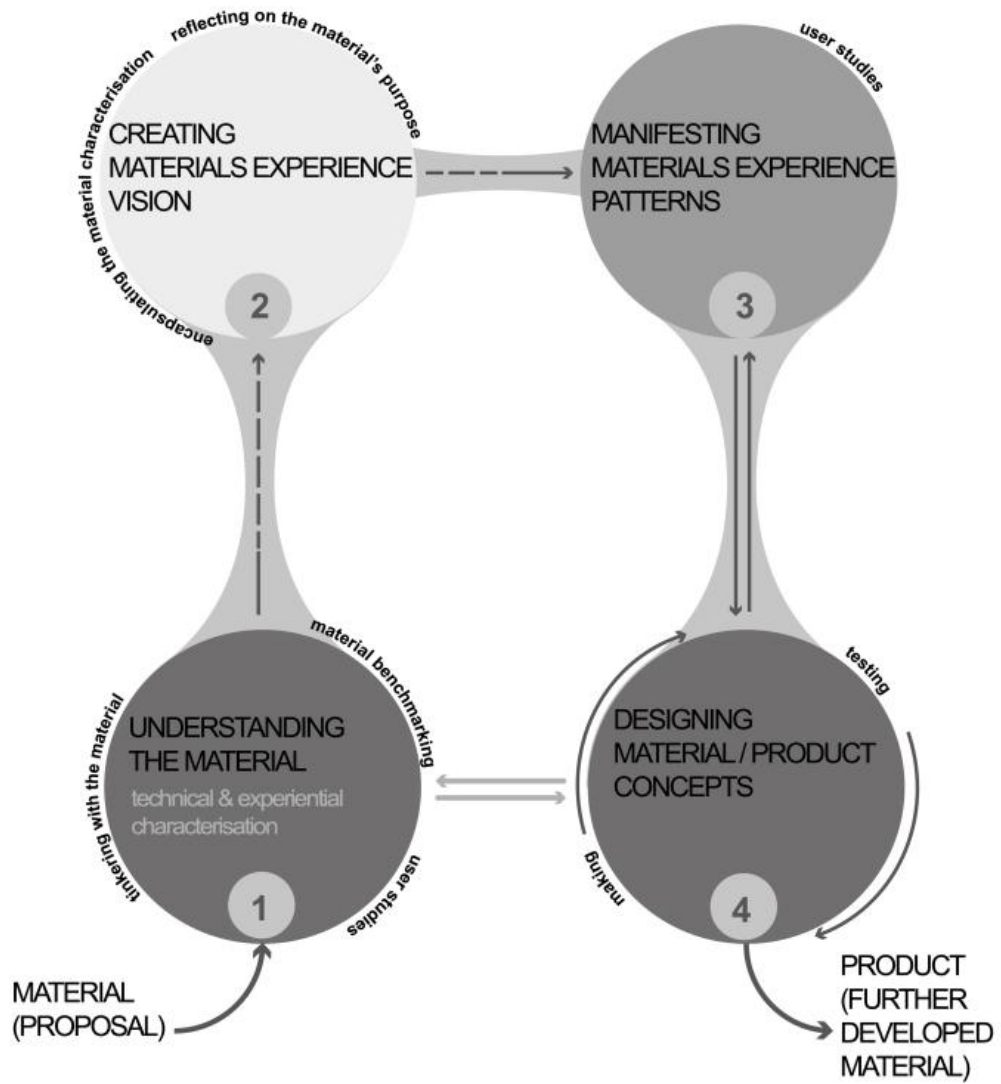 reflecting on the material's purpose
encapsulating the material characterisation
CREATING
MATERIALS EXPERIENCE
VISION
2
user studies
MANIFESTING
MATERIALS EXPERIENCE
PATTERNS
3
material benchmarking
tinkering with the material
UNDERSTANDING
THE MATERIAL
technical & experiential
characterisation
user studies
1
testing
DESIGNING
MATERIAL / PRODUCT
CONCEPTS
making
4
MATERIAL
(PROPOSAL)
PRODUCT
(FURTHER
DEVELOPED
MATERIAL)